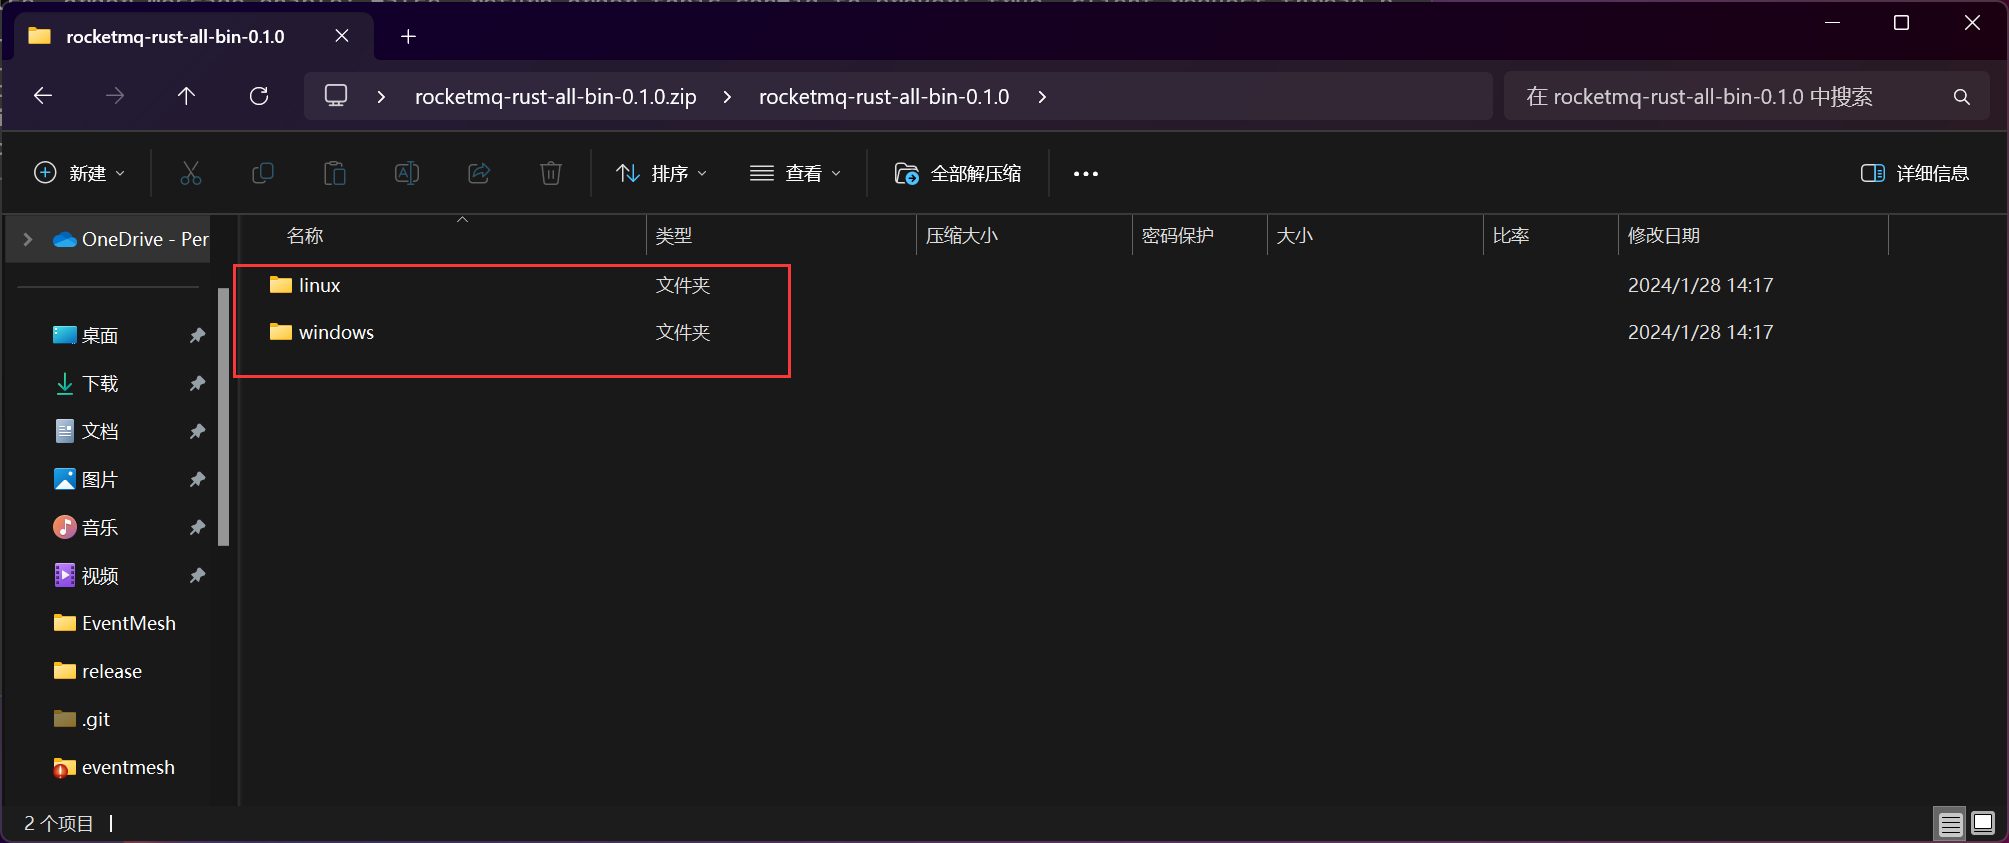 rocketmq-rust-all-bin-0.1.0
rocketmq-rust-all-bin-0.1.0.zip
rocketmq-rust-all-bin-0.1.0
在 rocketmq-rust-all-bin-0.1.0 中搜索
新建
排序
查看
全部解压缩
详细信息
OneDrive - Per
名称
类型
压缩大小
密码保护
大小
比率
修改日期
linux
文件夹
2024/1/28 14:17
windows
文件夹
2024/1/28 14:17
桌面
下载
文档
图片
音乐
视频
EventMesh
release
.git
eventmesh
2 个项目